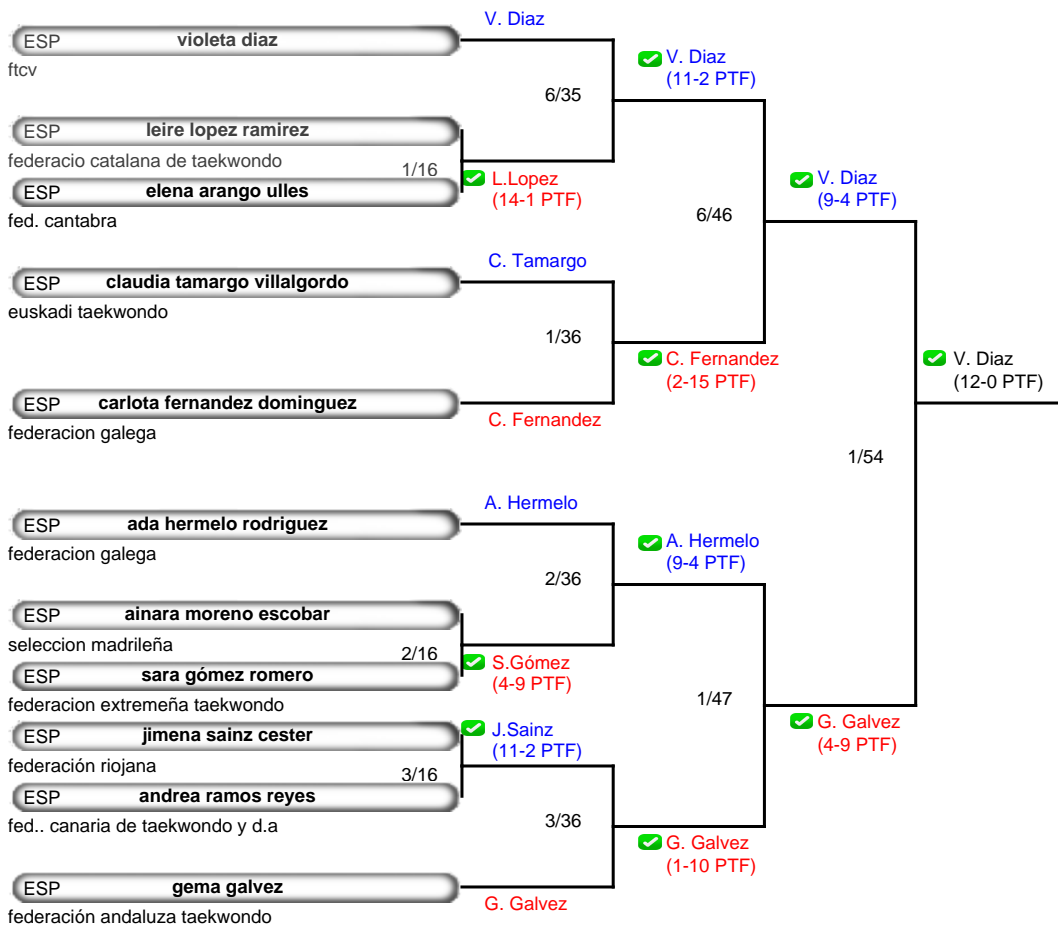 V. Diaz
ESP violeta diaz
ftcv
V. Diaz
(11-2 PTF)
6/35
ESP leire lopez ramirez
federacio catalana de taekwondo
1/16
L.Lopez
(14-1 PTF)
ESP elena arango ulles
fed. cantabra
V. Diaz
(9-4 PTF)
6/46
C. Tamargo
ESP claudia tamargo villalgordo
euskadi taekwondo
1/36
C. Fernandez
(2-15 PTF)
V. Diaz
(12-0 PTF)
ESP carlota fernandez dominguez
federacion galega
C. Fernandez
1/54
A. Hermelo
ESP ada hermelo rodriguez
federacion galega
A. Hermelo
(9-4 PTF)
2/36
ESP ainara moreno escobar
seleccion madrileña
2/16
S.Gómez
(4-9 PTF)
ESP sara gómez romero
federacion extremeña taekwondo
1/47
G. Galvez
(4-9 PTF)
ESP jimena sainz cester
federación riojana
J.Sainz
(11-2 PTF)
3/16
ESP andrea ramos reyes
fed.. canaria de taekwondo y d.a
3/36
G. Galvez
(1-10 PTF)
ESP gema galvez
federación andaluza taekwondo
G. Galvez